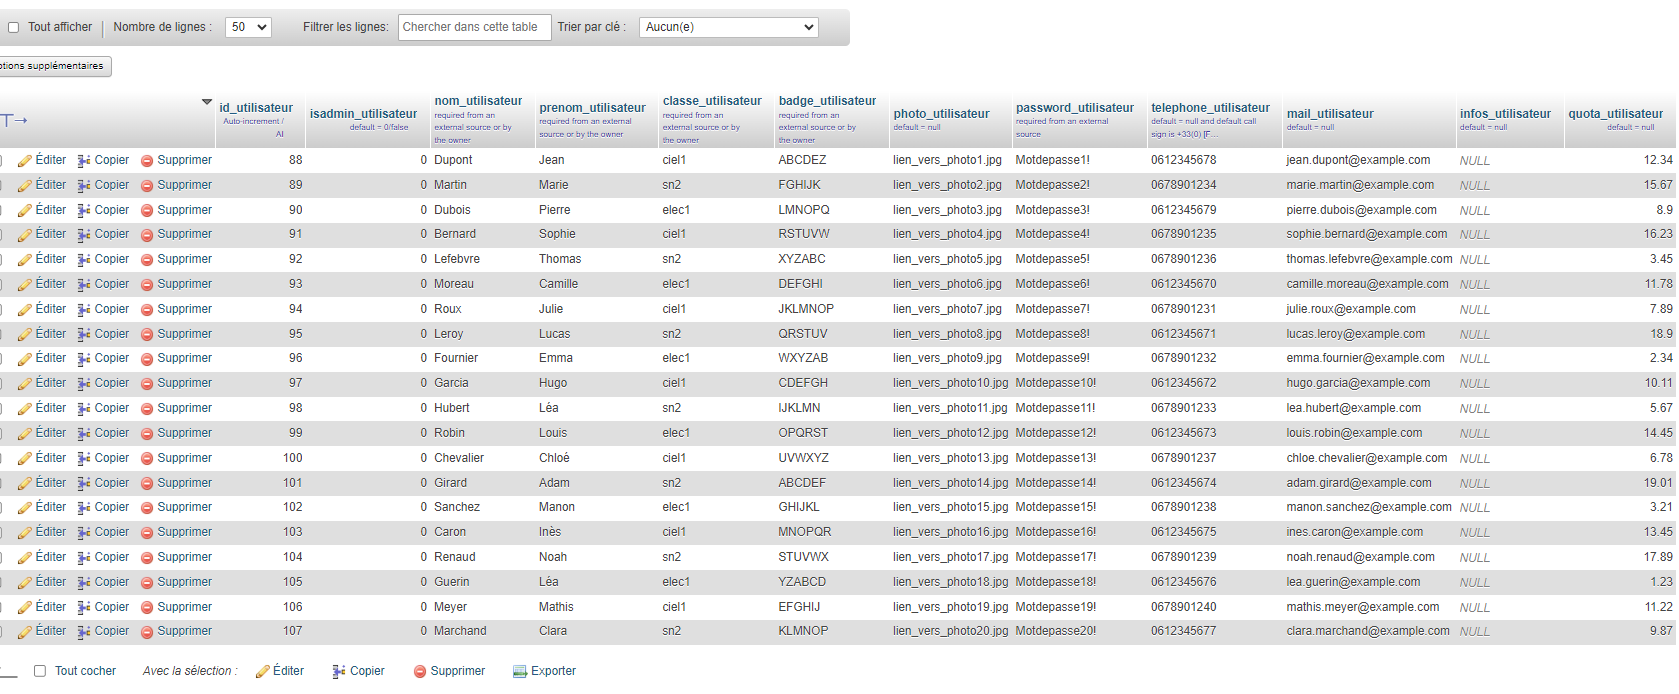 Tout afficher Nombre de lignes : 50 Filtrer les lignes: Chercher dans cette table Trier par clé : Aucun(e)
tions supplémentaires
id_utilisateur Auto-increment / AI isadmin_utilisateur default = 0/false nom_utilisateur required from an external source or by the owner prenom_utilisateur required from an external source or by the owner classe_utilisateur required from an external source or by the owner badge_utilisateur required from an external source or by the owner photo_utilisateur default = null password_utilisateur required from an external source telephone_utilisateur default = null and default call sign is +33(0) [F... mail_utilisateur default = null infos_utilisateur default = null quota_utilisateur default = null
Éditer Copier Supprimer 88 0 Dupont Jean ciel1 ABCDEZ lien_vers_photo1.jpg Motdepasse1! 0612345678 jean.dupont@example.com NULL 12.34
Éditer Copier Supprimer 89 0 Martin Marie sn2 FGHIJK lien_vers_photo2.jpg Motdepasse2! 0678901234 marie.martin@example.com NULL 15.67
Éditer Copier Supprimer 90 0 Dubois Pierre elec1 LMNOPQ lien_vers_photo3.jpg Motdepasse3! 0612345679 pierre.dubois@example.com NULL 8.9
Éditer Copier Supprimer 91 0 Bernard Sophie ciel1 RSTUVW lien_vers_photo4.jpg Motdepasse4! 0678901235 sophie.bernard@example.com NULL 16.23
Éditer Copier Supprimer 92 0 Lefebvre Thomas sn2 XYZABC lien_vers_photo5.jpg Motdepasse5! 0678901236 thomas.lefebvre@example.com NULL 3.45
Éditer Copier Supprimer 93 0 Moreau Camille elec1 DEFGHI lien_vers_photo6.jpg Motdepasse6! 0612345670 camille.moreau@example.com NULL 11.78
Éditer Copier Supprimer 94 0 Roux Julie ciel1 JKLMNOP lien_vers_photo7.jpg Motdepasse7! 0678901231 julie.roux@example.com NULL 7.89
Éditer Copier Supprimer 95 0 Leroy Lucas sn2 QRSTUV lien_vers_photo8.jpg Motdepasse8! 0612345671 lucas.leroy@example.com NULL 18.9
Éditer Copier Supprimer 96 0 Fournier Emma elec1 WXYZAB lien_vers_photo9.jpg Motdepasse9! 0678901232 emma.fournier@example.com NULL 2.34
Éditer Copier Supprimer 97 0 Garcia Hugo ciel1 CDEFGH lien_vers_photo10.jpg Motdepasse10! 0612345672 hugo.garcia@example.com NULL 10.11
Éditer Copier Supprimer 98 0 Hubert Léa sn2 IJKLMN lien_vers_photo11.jpg Motdepasse11! 0678901233 lea.hubert@example.com NULL 5.67
Éditer Copier Supprimer 99 0 Robin Louis elec1 OPQRST lien_vers_photo12.jpg Motdepasse12! 0612345673 louis.robin@example.com NULL 14.45
Éditer Copier Supprimer 100 0 Chevalier Chloé ciel1 UVWXYZ lien_vers_photo13.jpg Motdepasse13! 0678901237 chloe.chevalier@example.com NULL 6.78
Éditer Copier Supprimer 101 0 Girard Adam sn2 ABCDEF lien_vers_photo14.jpg Motdepasse14! 0612345674 adam.girard@example.com NULL 19.01
Éditer Copier Supprimer 102 0 Sanchez Manon elec1 GHIJKL lien_vers_photo15.jpg Motdepasse15! 0678901238 manon.sanchez@example.com NULL 3.21
Éditer Copier Supprimer 103 0 Caron Inès ciel1 MNOPQR lien_vers_photo16.jpg Motdepasse16! 0612345675 ines.caron@example.com NULL 13.45
Éditer Copier Supprimer 104 0 Renaud Noah sn2 STUVWX lien_vers_photo17.jpg Motdepasse17! 0678901239 noah.renaud@example.com NULL 17.89
Éditer Copier Supprimer 105 0 Guerin Léa elec1 YZABCD lien_vers_photo18.jpg Motdepasse18! 0612345676 lea.guerin@example.com NULL 1.23
Éditer Copier Supprimer 106 0 Meyer Mathis ciel1 EFGHIJ lien_vers_photo19.jpg Motdepasse19! 0678901240 mathis.meyer@example.com NULL 11.22
Éditer Copier Supprimer 107 0 Marchand Clara sn2 KLMNOP lien_vers_photo20.jpg Motdepasse20! 0612345677 clara.marchand@example.com NULL 9.87
Tout cocher Avec la sélection : Éditer Copier Supprimer Exporter